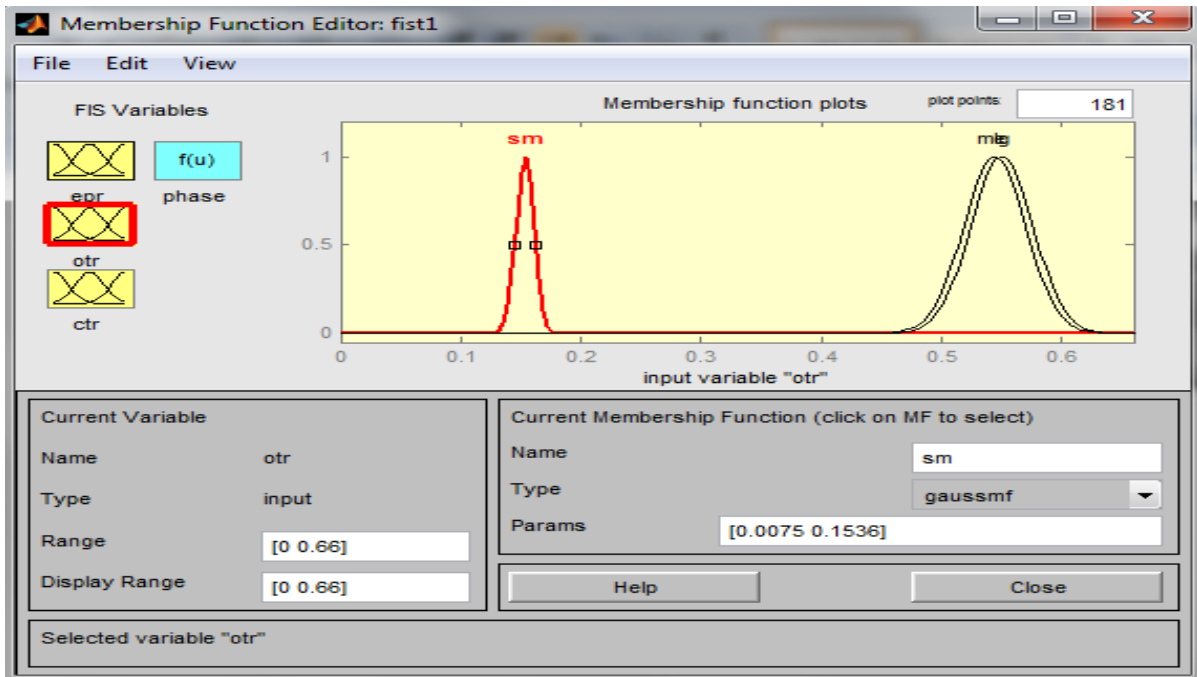 Membership Function Editor: fist1
File Edit View
FIS Variables
Membership function plots
plot points: 181
f(u)
epr
phase
otr
ctr
sm
1
0.5
0
0 0.1 0.2 0.3 0.4 0.5 0.6
input variable "otr"
Current Variable
Name otr
Type input
Range [0 0.66]
Display Range [0 0.66]
Current Membership Function (click on MF to select)
Name sm
Type gaussmf
Params [0.0075 0.1536]
Help Close
Selected variable "otr"